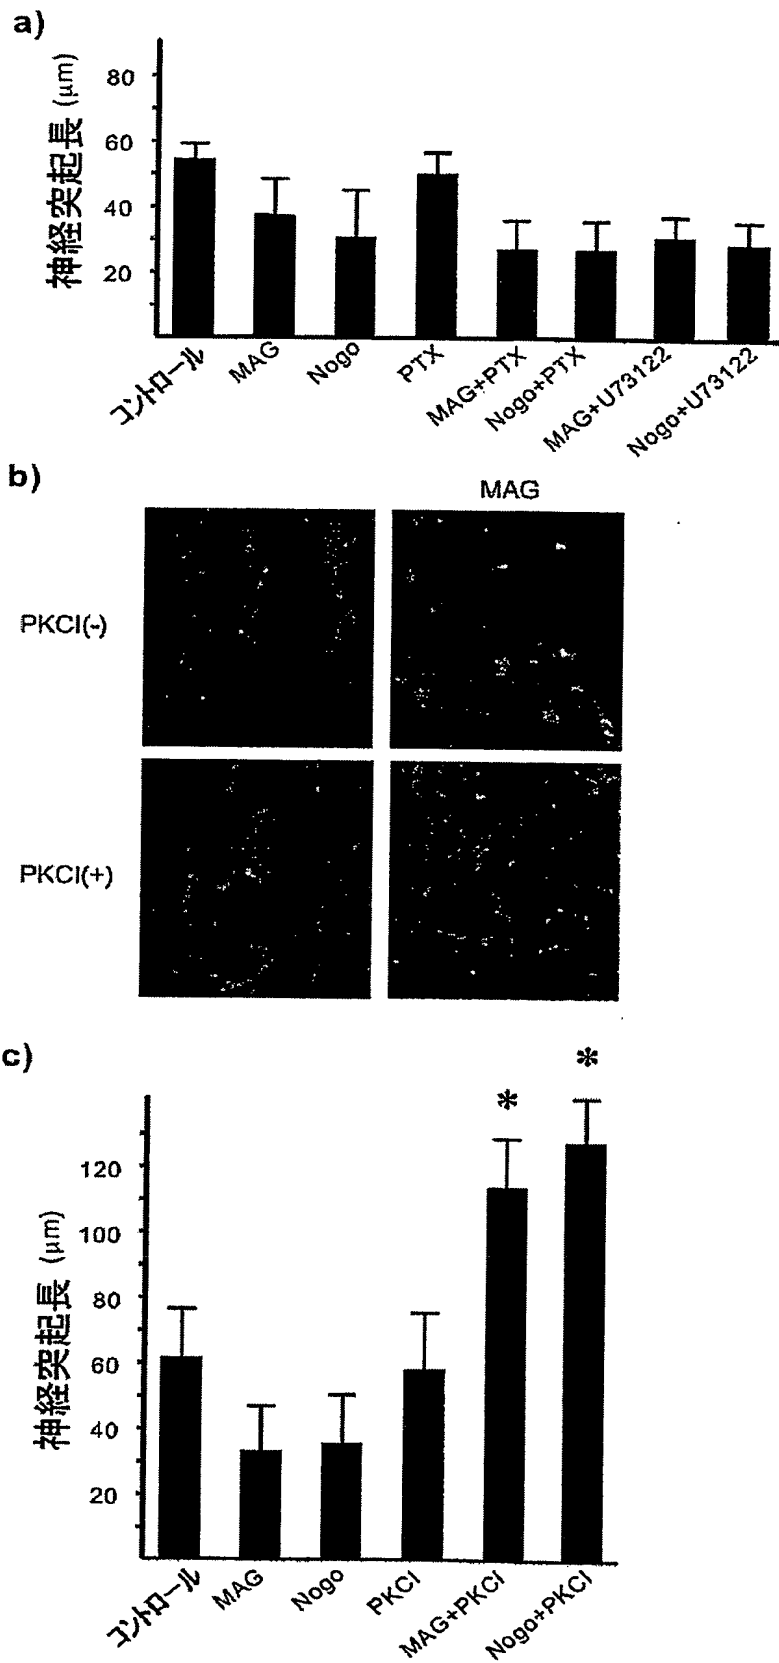 a)
神経突起長 (μm)
80
60
40
20
コントロール
MAG
Nogo
PTX
MAG+PTX
Nogo+PTX
MAG+U73122
Nogo+U73122
b)
MAG
PKCI(-)
PKCI(+)
c)
神経突起長 (μm)
120
100
80
60
40
20
*
*
コントロール
MAG
Nogo
PKCI
MAG+PKCI
Nogo+PKCI